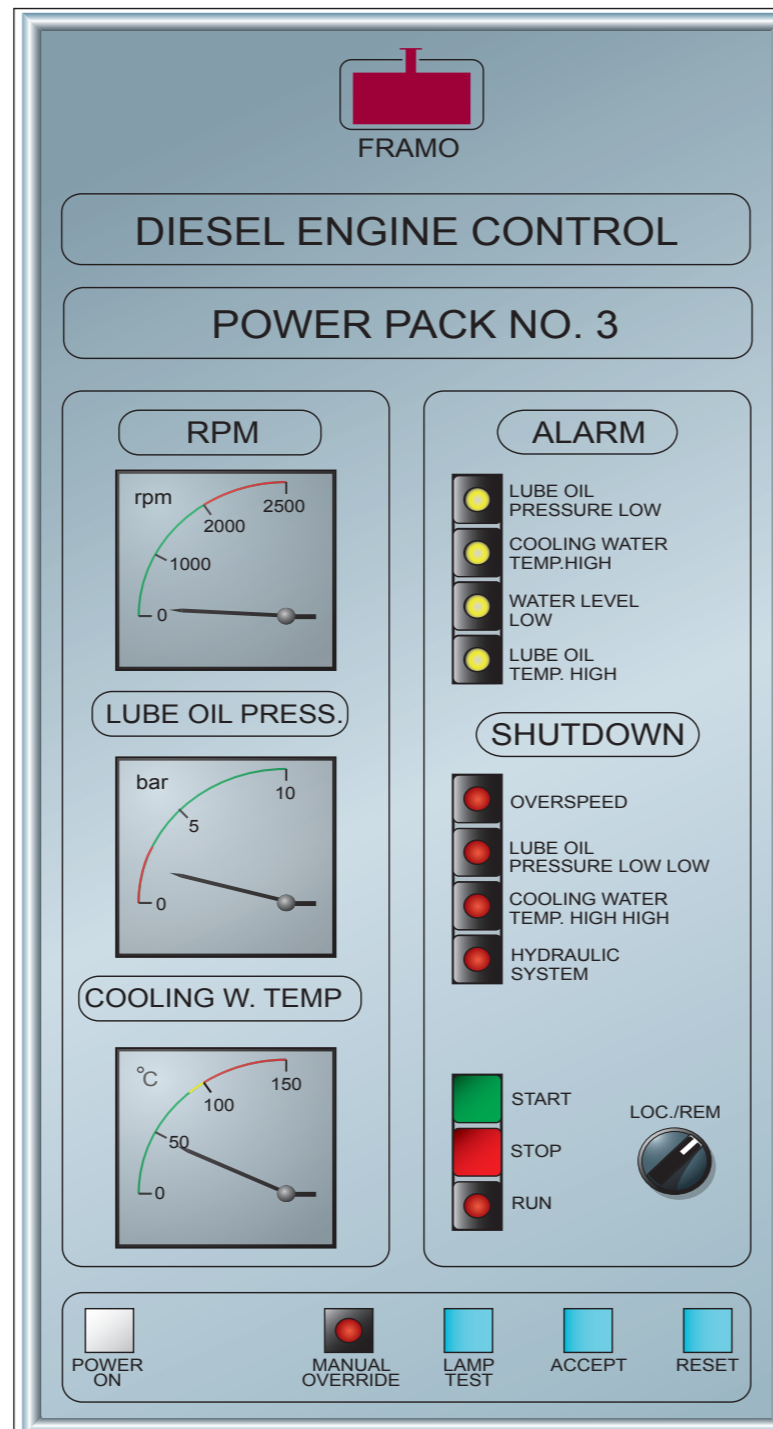 FRAMO
DIESEL ENGINE CONTROL
POWER PACK NO. 3
RPM
rpm
2500
2000
1000
0
LUBE OIL PRESS.
bar
10
5
0
COOLING W. TEMP
°C
150
100
50
0
ALARM
LUBE OIL
PRESSURE LOW
COOLING WATER
TEMP.HIGH
WATER LEVEL
LOW
LUBE OIL
TEMP. HIGH
SHUTDOWN
OVERSPEED
LUBE OIL
PRESSURE LOW LOW
COOLING WATER
TEMP. HIGH HIGH
HYDRAULIC
SYSTEM
START
STOP
RUN
LOC./REM
POWER
ON
MANUAL
OVERRIDE
LAMP
TEST
ACCEPT
RESET